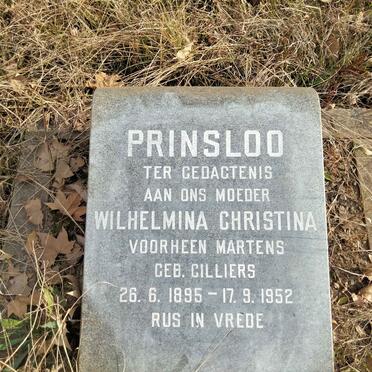 PRINSLOO
TER GEDAGTENIS
AAN ONS MOEDER
WILHELMINA CHRISTINA
VOORHEEN MARTENS
GEB. CILLIERS
26. 6. 1895 – 17. 9. 1952
RUS IN VREDE